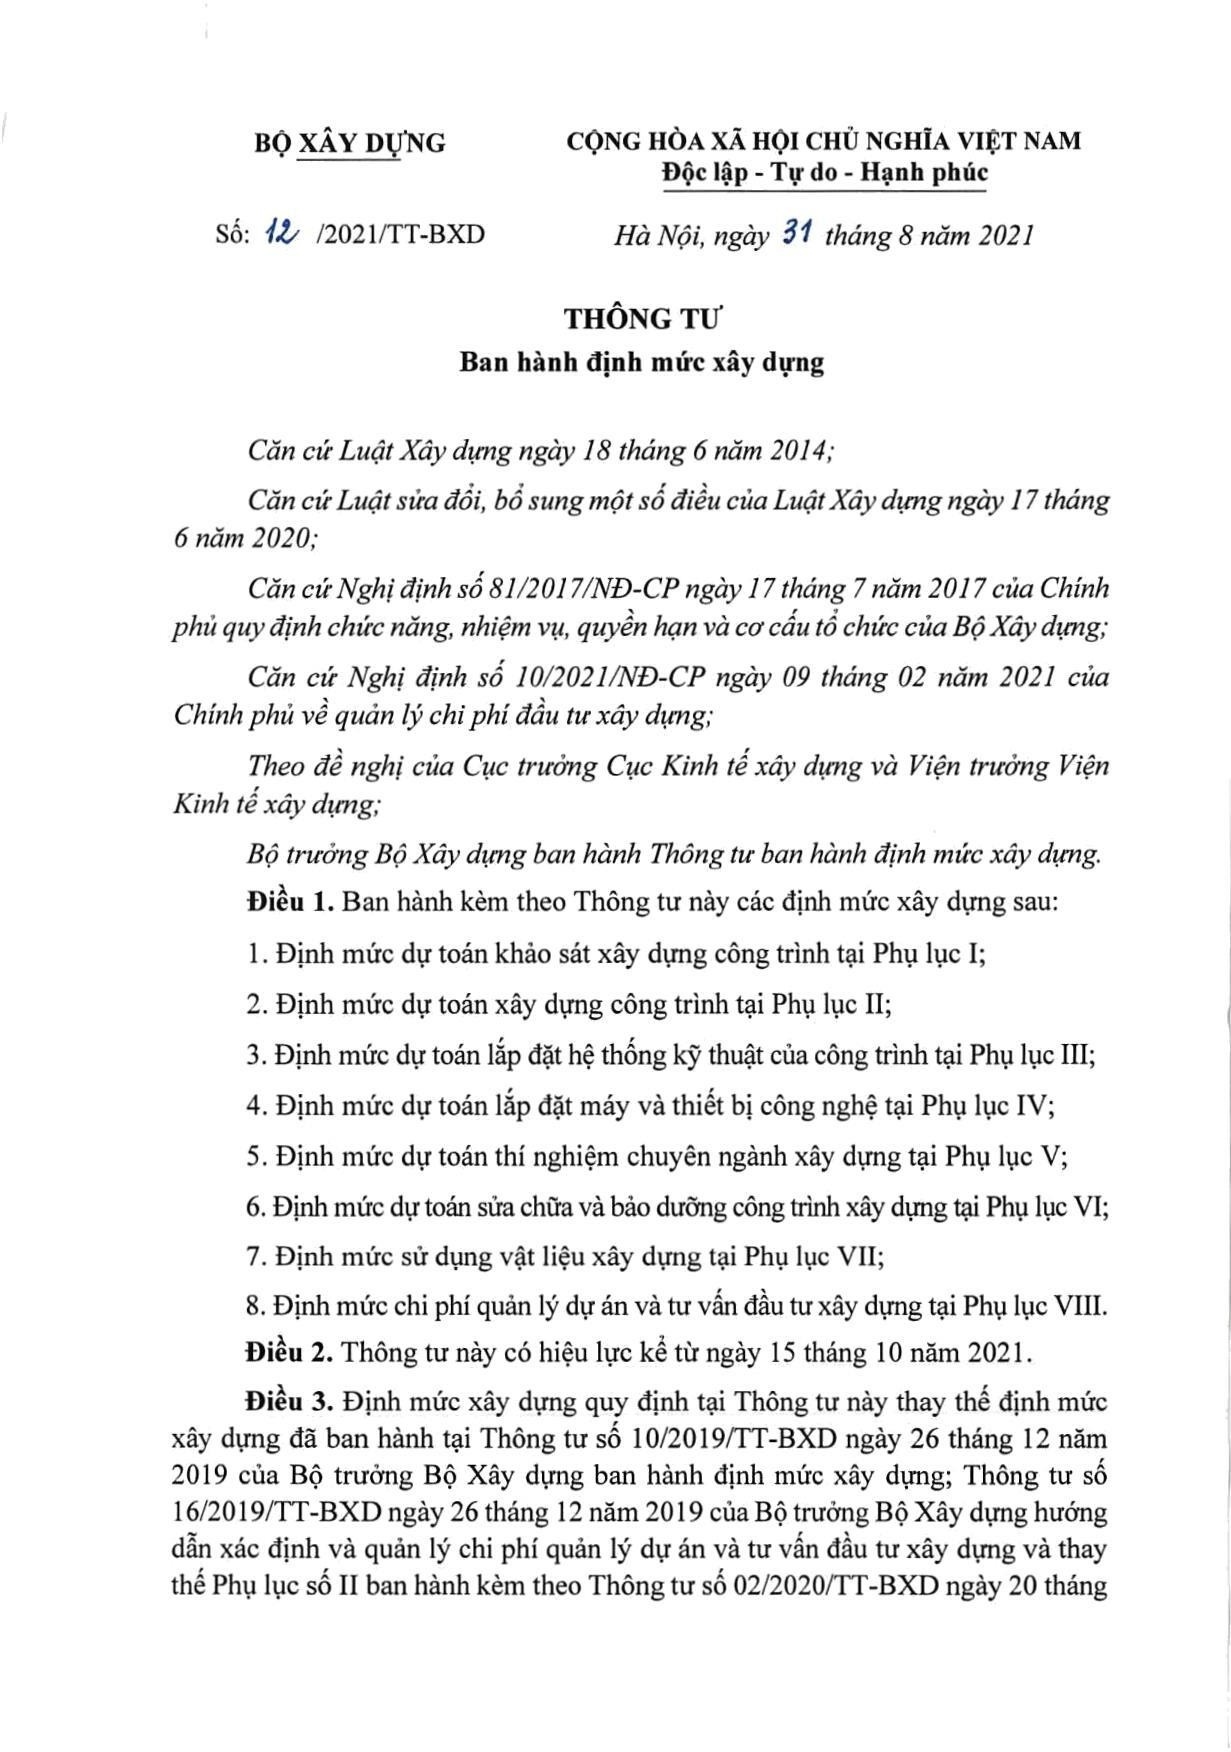 BỘ XÂY DỰNG
CỘNG HÒA XÃ HỘI CHỦ NGHĨA VIỆT NAM
Độc lập - Tự do - Hạnh phúc
Số: 12 /2021/TT-BXD
Hà Nội, ngày 31 tháng 8 năm 2021
THÔNG TƯ
Ban hành định mức xây dựng
Căn cứ Luật Xây dựng ngày 18 tháng 6 năm 2014;
Căn cứ Luật sửa đổi, bổ sung một số điều của Luật Xây dựng ngày 17 tháng
6 năm 2020;
Căn cứ Nghị định số 81/2017/NĐ-CP ngày 17 tháng 7 năm 2017 của Chính
phủ quy định chức năng, nhiệm vụ, quyền hạn và cơ cấu tổ chức của Bộ Xây dựng;
Căn cứ Nghị định số 10/2021/NĐ-CP ngày 09 tháng 02 năm 2021 của
Chính phủ về quản lý chi phí đầu tư xây dựng;
Theo đề nghị của Cục trưởng Cục Kinh tế xây dựng và Viện trưởng Viện
Kinh tế xây dựng;
Bộ trưởng Bộ Xây dựng ban hành Thông tư ban hành định mức xây dựng.
Điều 1. Ban hành kèm theo Thông tư này các định mức xây dựng sau:
1. Định mức dự toán khảo sát xây dựng công trình tại Phụ lục I;
2. Định mức dự toán xây dựng công trình tại Phụ lục II;
3. Định mức dự toán lắp đặt hệ thống kỹ thuật của công trình tại Phụ lục III;
4. Định mức dự toán lắp đặt máy và thiết bị công nghệ tại Phụ lục IV;
5. Định mức dự toán thí nghiệm chuyên ngành xây dựng tại Phụ lục V;
6. Định mức dự toán sửa chữa và bảo dưỡng công trình xây dựng tại Phụ lục VI;
7. Định mức sử dụng vật liệu xây dựng tại Phụ lục VII;
8. Định mức chi phí quản lý dự án và tư vấn đầu tư xây dựng tại Phụ lục VIII.
Điều 2. Thông tư này có hiệu lực kể từ ngày 15 tháng 10 năm 2021.
Điều 3. Định mức xây dựng quy định tại Thông tư này thay thế định mức
xây dựng đã ban hành tại Thông tư số 10/2019/TT-BXD ngày 26 tháng 12 năm
2019 của Bộ trưởng Bộ Xây dựng ban hành định mức xây dựng; Thông tư số
16/2019/TT-BXD ngày 26 tháng 12 năm 2019 của Bộ trưởng Bộ Xây dựng hướng
dẫn xác định và quản lý chi phí quản lý dự án và tư vấn đầu tư xây dựng và thay
thế Phụ lục số II ban hành kèm theo Thông tư số 02/2020/TT-BXD ngày 20 tháng